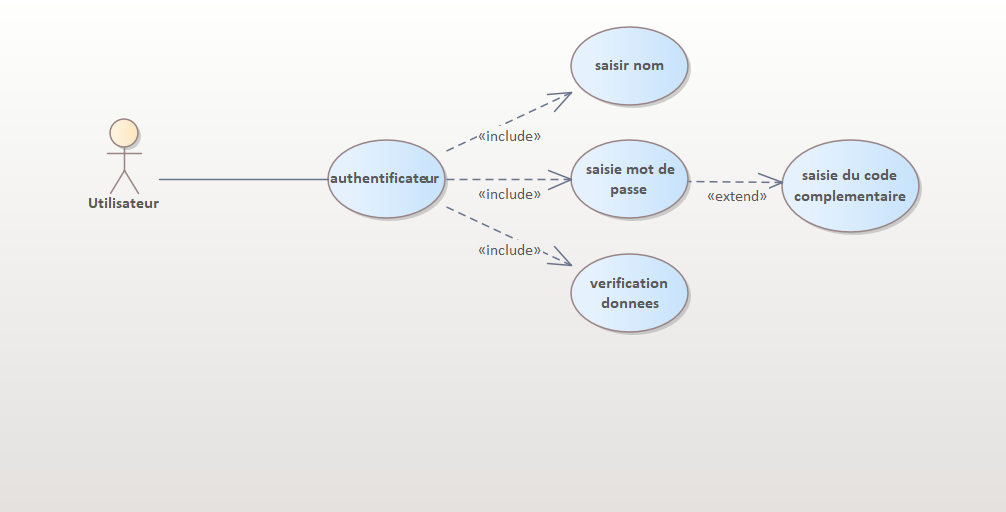 saisir nom
«include»
Utilisateur
authentificateur
«include»
saisie mot de
passe
«extend»
saisie du code
complementaire
«include»
verification
donnees